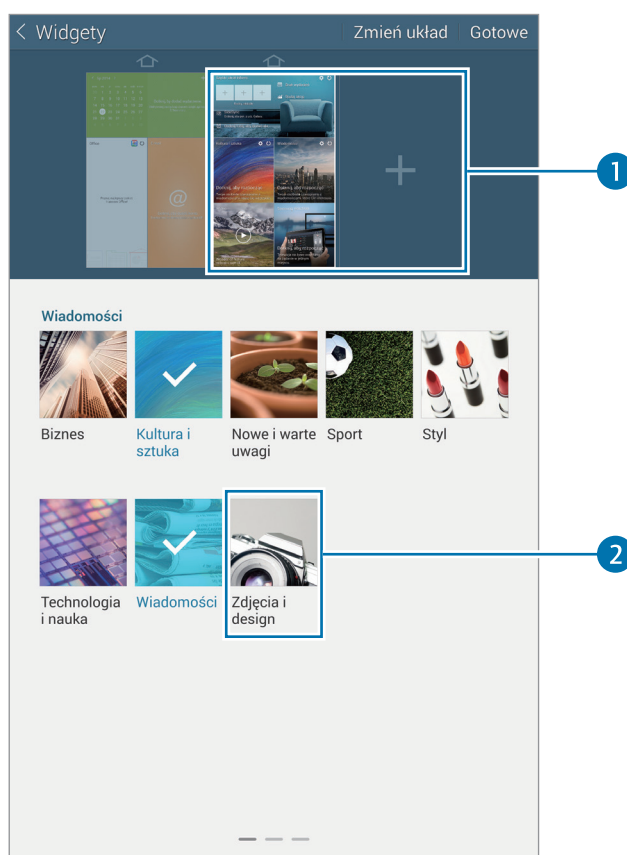 Widgety
Zmień układ
Gotowe
Office
@
1
Wiadomości
Biznes
Kultura i
sztuka
Nowe i warte
uwagi
Sport
Styl
2
Technologia
i nauka
Wiadomości
Zdjęcia i
design